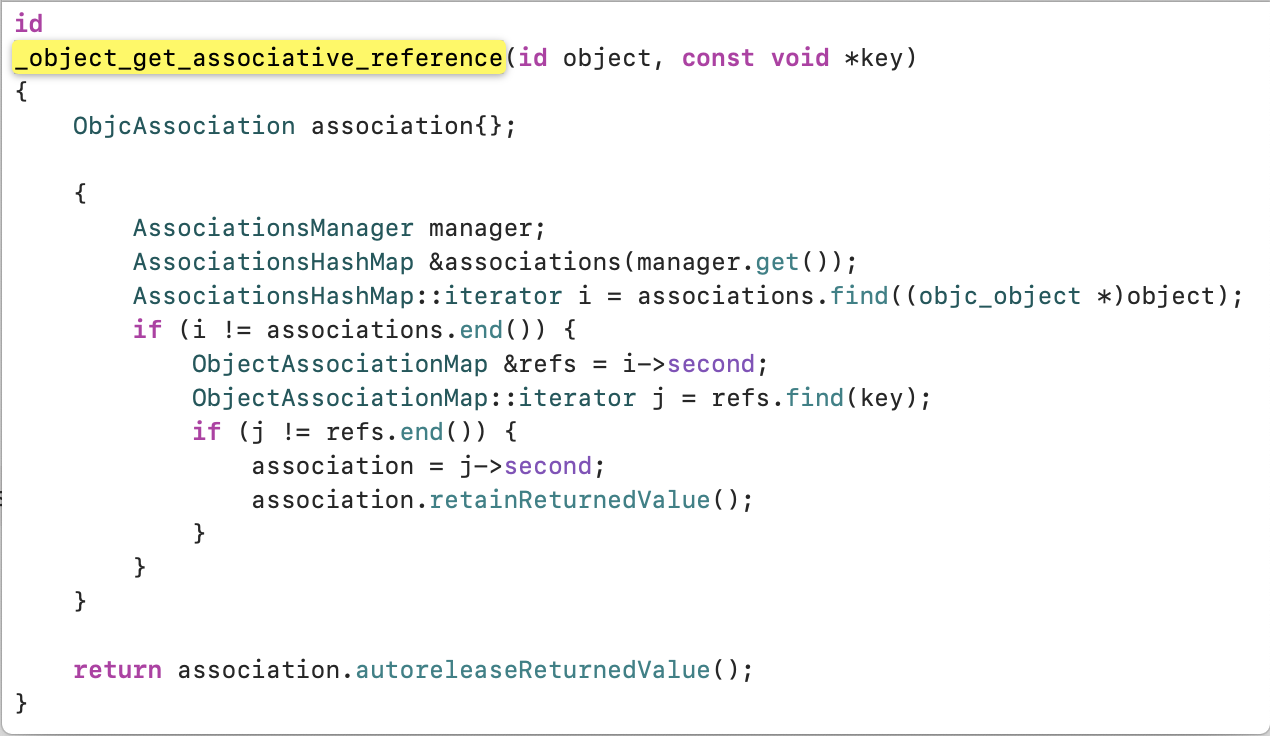 id
_object_get_associative_reference(id object, const void *key)
{
    ObjcAssociation association{};

    {
        AssociationsManager manager;
        AssociationsHashMap &associations(manager.get());
        AssociationsHashMap::iterator i = associations.find((objc_object *)object);
        if (i != associations.end()) {
            ObjectAssociationMap &refs = i->second;
            ObjectAssociationMap::iterator j = refs.find(key);
            if (j != refs.end()) {
                association = j->second;
                association.retainReturnedValue();
            }
        }
    }

    return association.autoreleaseReturnedValue();
}